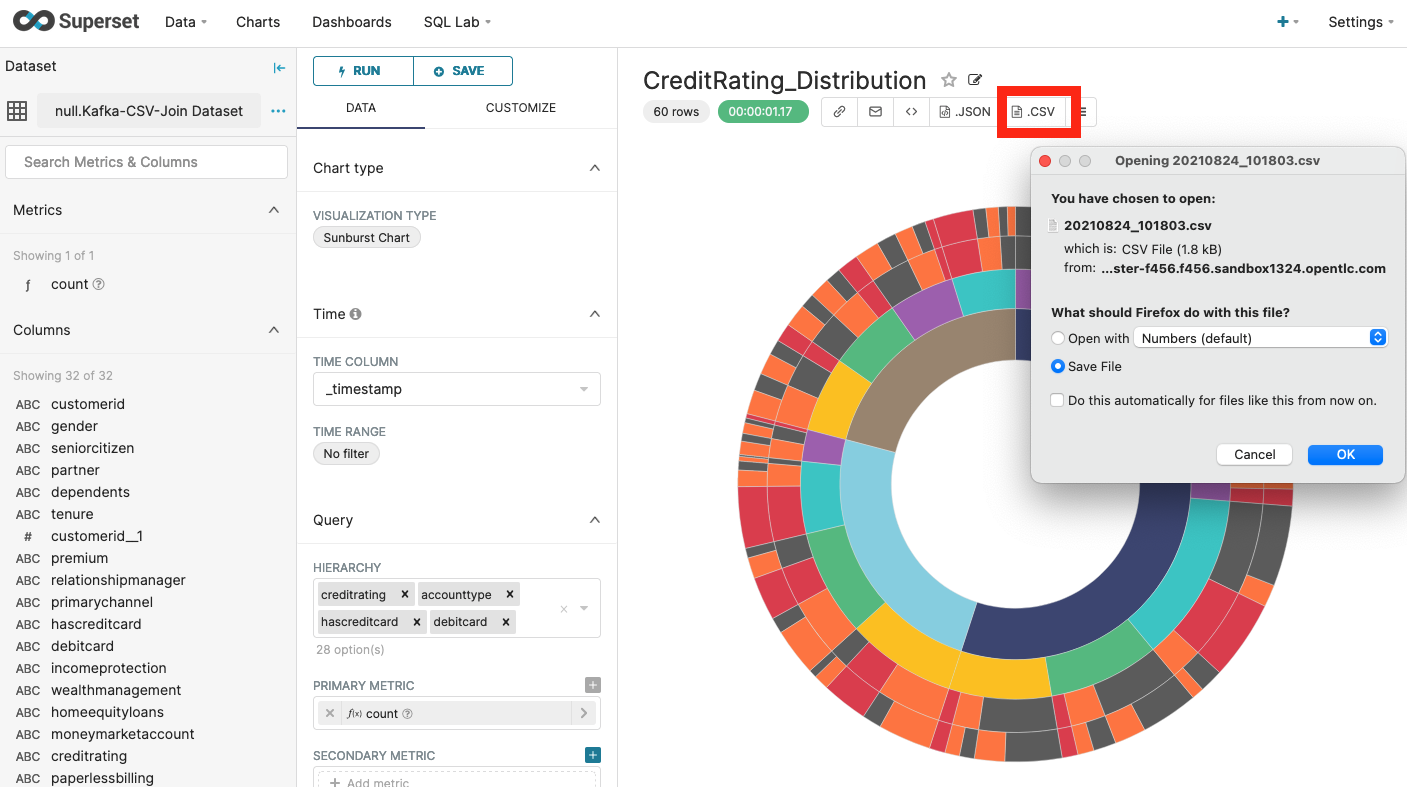 Superset
Data
Charts
Dashboards
SQL Lab
+
Settings
Dataset
null.Kafka-CSV-Join Dataset
Search Metrics & Columns
Metrics
Showing 1 of 1
ƒ count
Columns
Showing 32 of 32
ABC customerid
ABC gender
ABC seniorcitizen
ABC partner
ABC dependents
ABC tenure
# customerid__1
ABC premium
ABC relationshipmanager
ABC primarychannel
ABC hascreditcard
ABC debitcard
ABC incomeprotection
ABC wealthmanagement
ABC homeequityloans
ABC moneymarketaccount
ABC creditrating
ABC paperlessbilling
RUN
SAVE
DATA
CUSTOMIZE
Chart type
VISUALIZATION TYPE
Sunburst Chart
Time
TIME COLUMN
_timestamp
TIME RANGE
No filter
Query
HIERARCHY
creditrating × accounttype ×
hascreditcard × debitcard ×
28 option(s)
PRIMARY METRIC
f(x) count
SECONDARY METRIC
+ Add metric
CreditRating_Distribution
60 rows
00:00:01.17
.JSON
.CSV
Opening 20210824_101803.csv
You have chosen to open:
20210824_101803.csv
which is: CSV File (1.8 kB)
from: ...ster-f456.f456.sandbox1324.opentlc.com
What should Firefox do with this file?
Open with Numbers (default)
Save File
Do this automatically for files like this from now on.
Cancel
OK